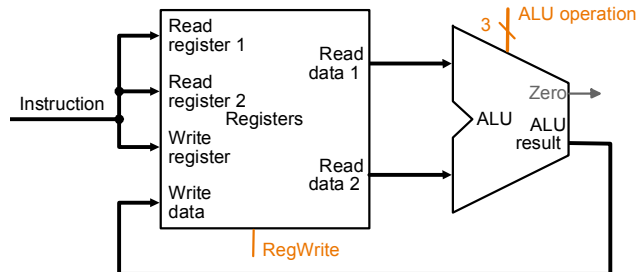 ALU operation
3
Read
register 1
Read
data 1
Read
register 2
Instruction
Registers
Zero
ALU
ALU
result
Write
register
Read
data 2
Write
data
RegWrite